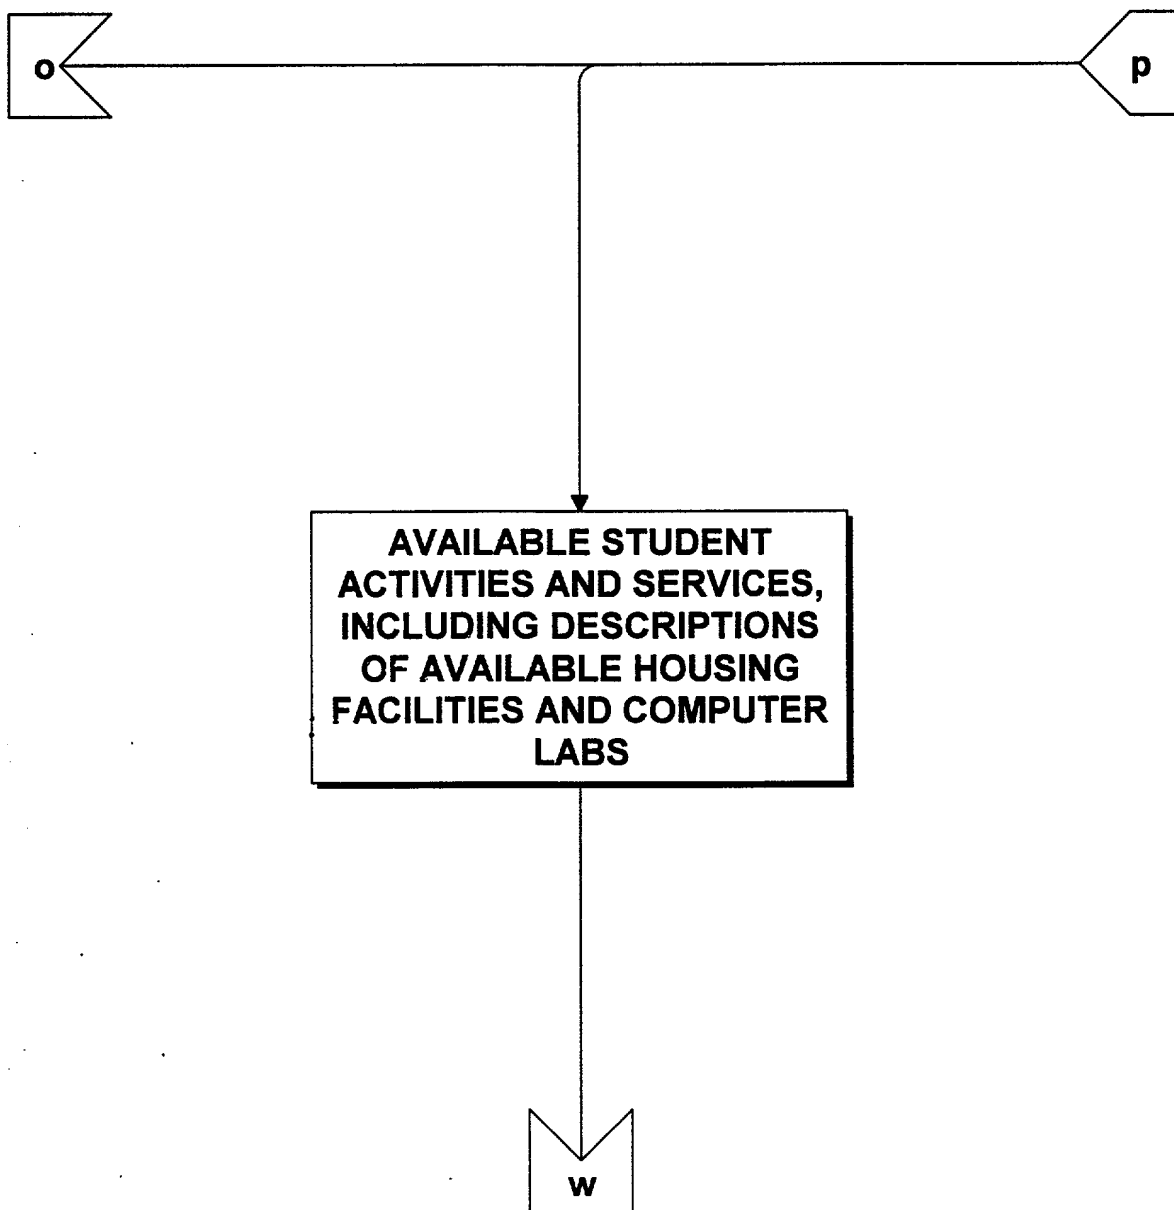 o
p
AVAILABLE STUDENT
ACTIVITIES AND SERVICES,
INCLUDING DESCRIPTIONS
OF AVAILABLE HOUSING
FACILITIES AND COMPUTER
LABS
w